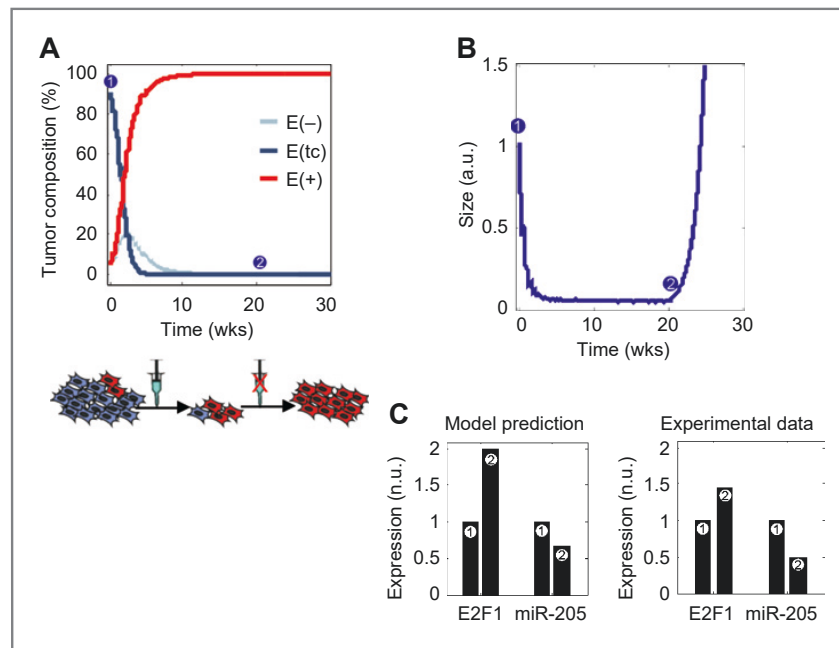 A
Tumor composition (%)
100
80
60
40
20
0
1
2
E(–)
E(tc)
E(+)
0
10
20
30
Time (wks)
B
Size (a.u.)
1.5
1
0.5
0
1
2
0
10
20
30
Time (wks)
C
Model prediction
Expression (n.u.)
2
1.5
1
0.5
0
1
2
1
2
E2F1
miR-205
Experimental data
Expression (n.u.)
2
1.5
1
0.5
0
1
2
1
2
E2F1
miR-205